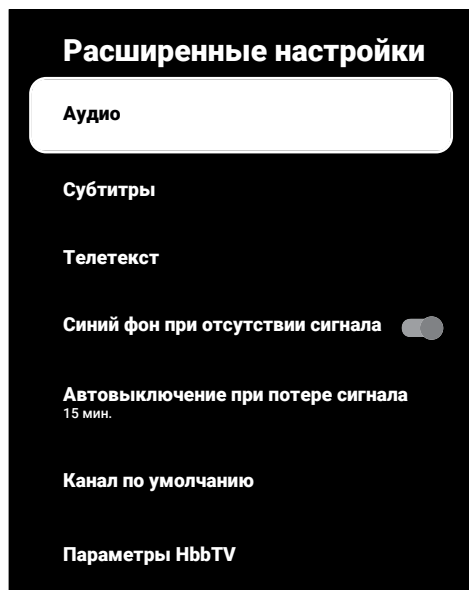 Расширенные настройки
Аудио
Субтитры
Телетекст
Синий фон при отсутствии сигнала
Автовыключение при потере сигнала
15 мин.
Канал по умолчанию
Параметры HbbTV